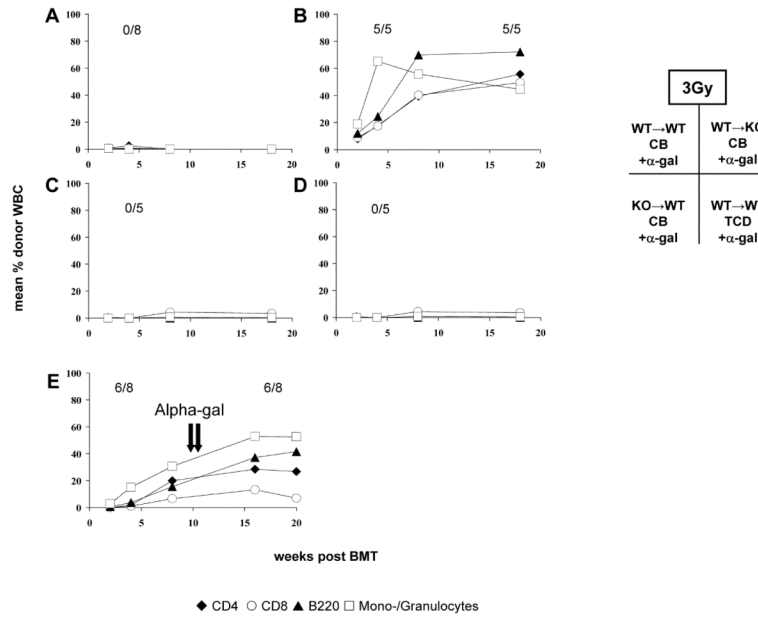 A
B
0/8
5/5
5/5
100
80
60
40
20
0
0 5 10 15 20
100
80
60
40
20
0
0 5 10 15 20
C
D
0/5
0/5
100
80
60
40
20
0
0 5 10 15 20
100
80
60
40
20
0
0 5 10 15 20
E
6/8
6/8
Alpha-gal
100
80
60
40
20
0
0 5 10 15 20
mean % donor WBC
weeks post BMT
CD4 CD8 B220 Mono-/Granulocytes
3Gy
WT→WT
CB
+α-gal
CB
+α-gal
KO→WT
CB
+α-gal
TCD
+α-gal